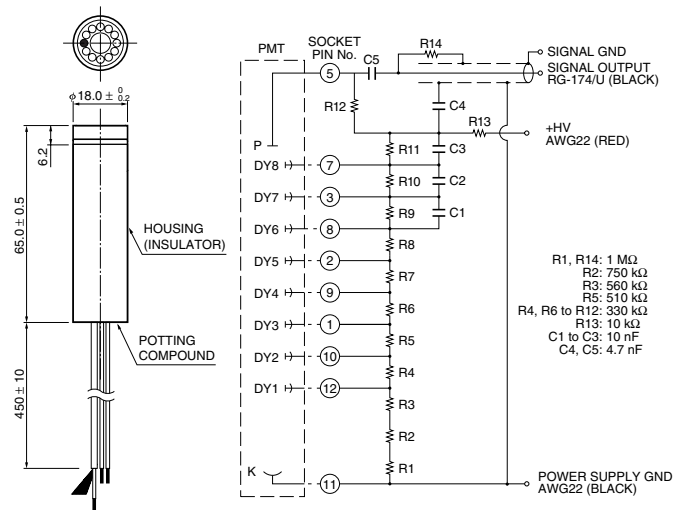 ϕ18.0 ± 0 0.2
6.2
65.0 ± 0.5
450 ± 10
HOUSING
(INSULATOR)
POTTING
COMPOUND
PMT
SOCKET
PIN No.
P
DY8
DY7
DY6
DY5
DY4
DY3
DY2
DY1
K
5
7
3
8
2
9
1
10
12
11
C5
R14
R12
C4
R13
R11
C3
R10
C2
R9
C1
R8
R7
R6
R5
R4
R3
R2
R1
SIGNAL GND
SIGNAL OUTPUT
RG-174/U (BLACK)
+HV
AWG22 (RED)
R1, R14: 1 MΩ
R2: 750 kΩ
R3: 560 kΩ
R5: 510 kΩ
R4, R6 to R12: 330 kΩ
R13: 10 kΩ
C1 to C3: 10 nF
C4, C5: 4.7 nF
POWER SUPPLY GND
AWG22 (BLACK)